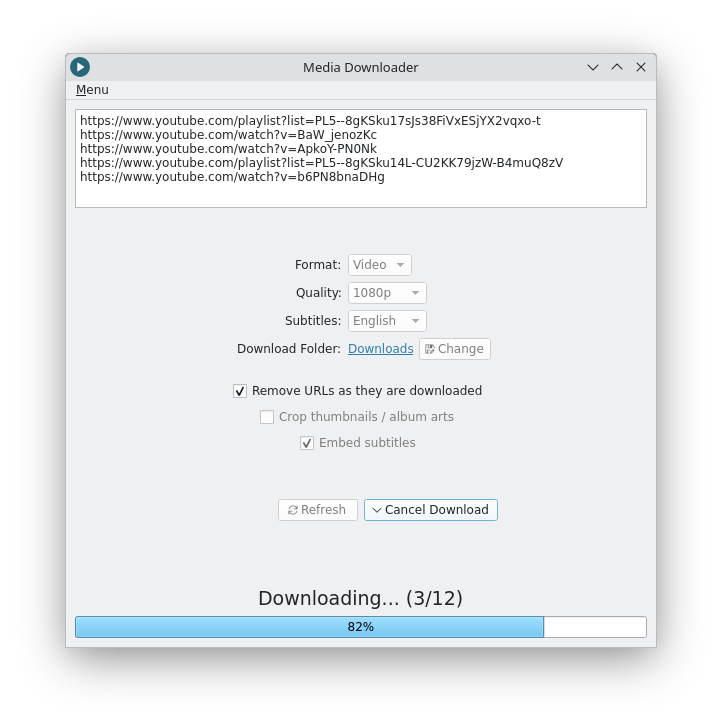 Media Downloader
Menu
https://www.youtube.com/playlist?list=PL5--8gKSku17sJs38FiVxESjYX2vqxo-t
https://www.youtube.com/watch?v=BaW_jenozKc
https://www.youtube.com/watch?v=ApkoY-PN0Nk
https://www.youtube.com/playlist?list=PL5--8gKSku14L-CU2KK79jzW-B4muQ8zV
https://www.youtube.com/watch?v=b6PN8bnaDHg
Format: Video
Quality: 1080p
Subtitles: English
Download Folder: Downloads Change
Remove URLs as they are downloaded
Crop thumbnails / album arts
Embed subtitles
Refresh Cancel Download
Downloading... (3/12)
82%